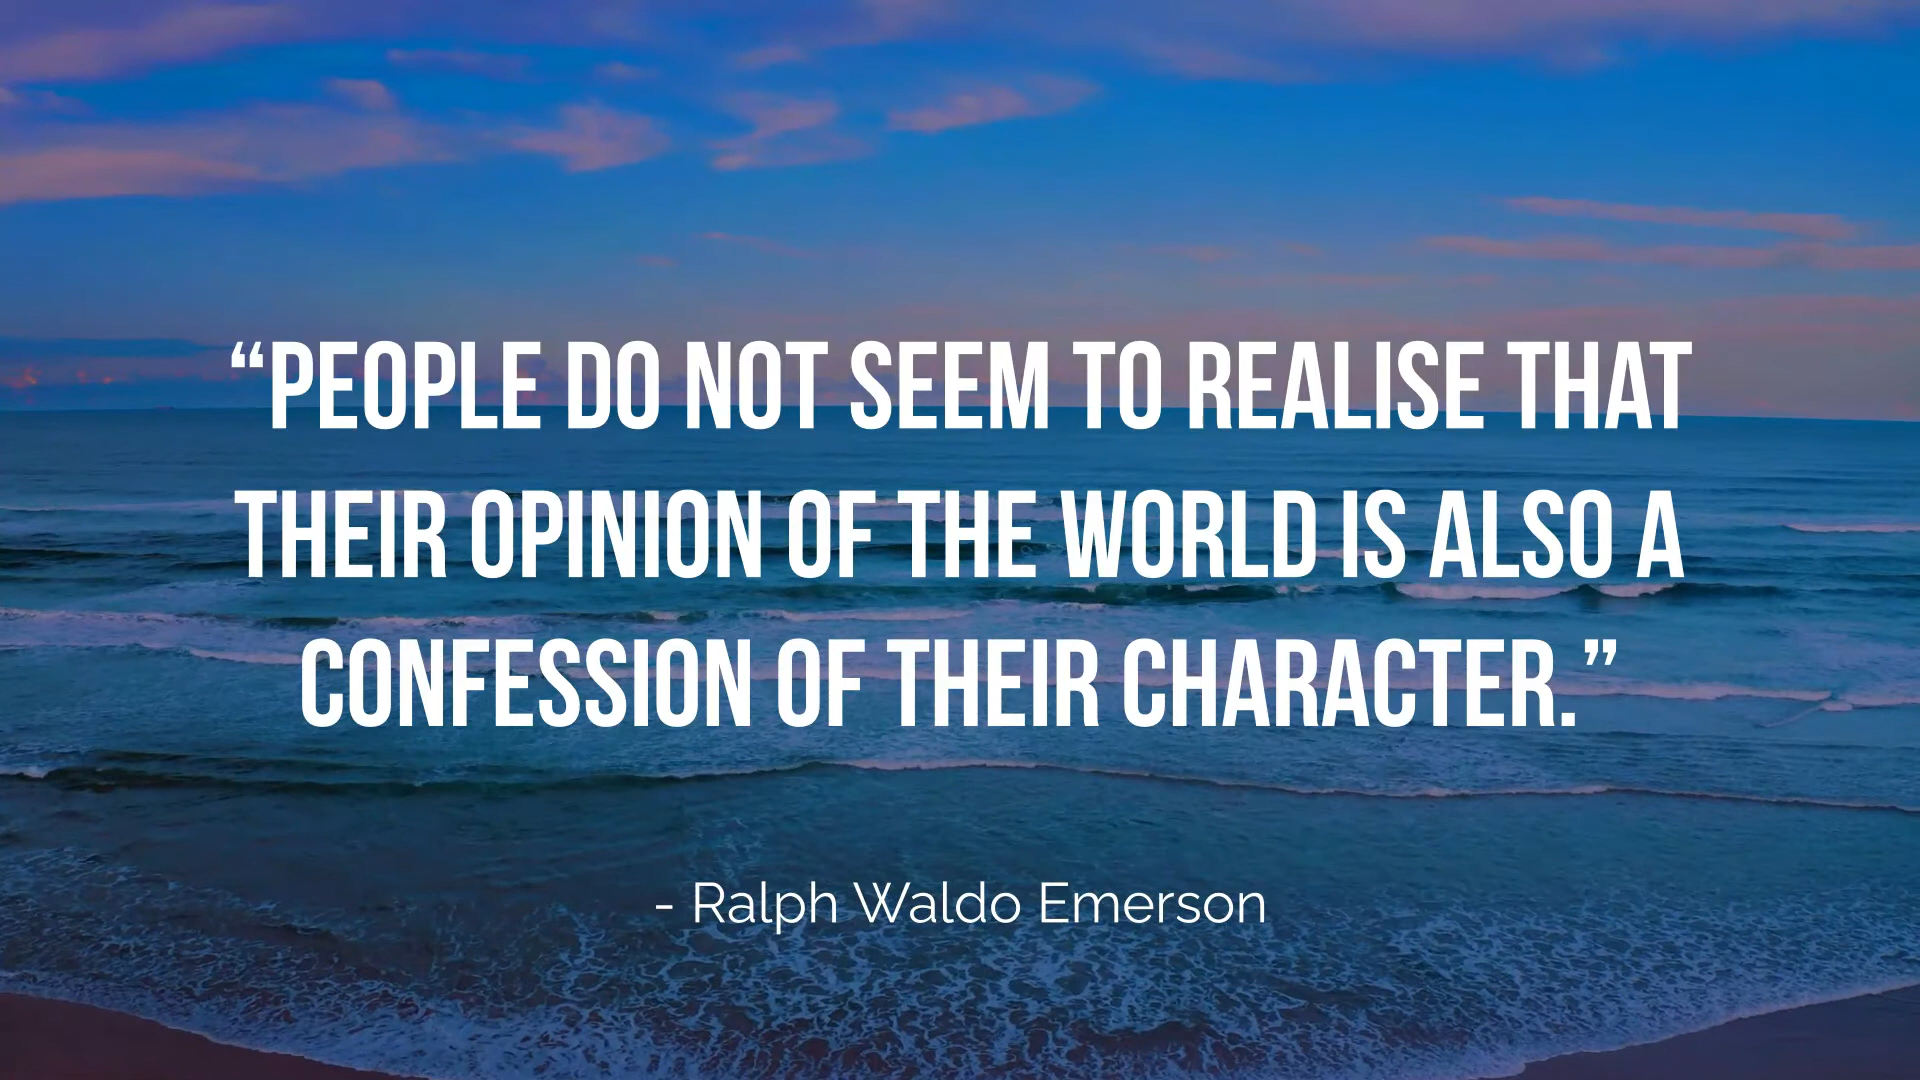 “PEOPLE DO NOT SEEM TO REALISE THAT
THEIR OPINION OF THE WORLD IS ALSO A
CONFESSION OF THEIR CHARACTER.”
- Ralph Waldo Emerson